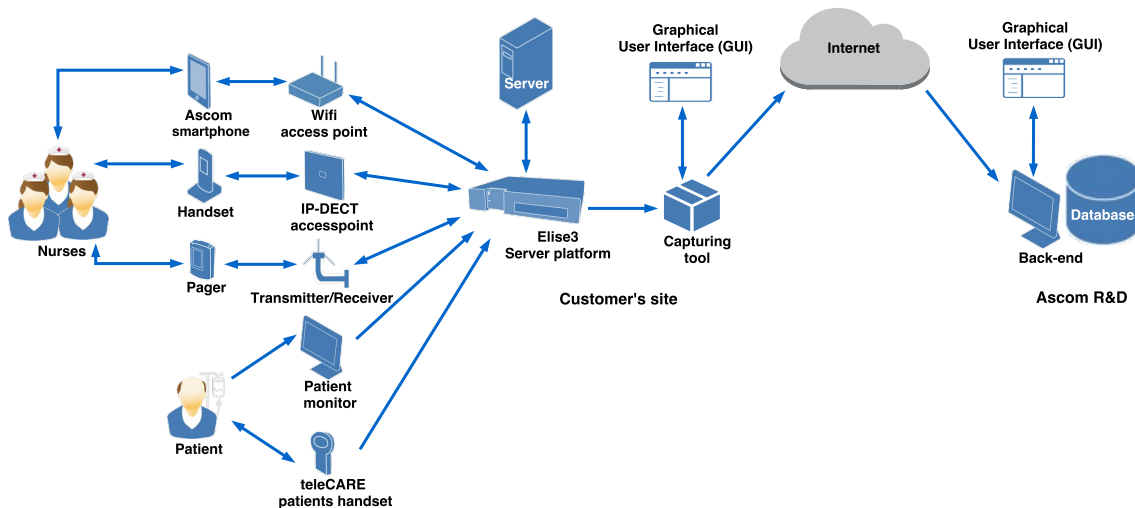 Graphical
User Interface (GUI)
Internet
Graphical
User Interface (GUI)
Server
Ascom
smartphone
Wifi
access point
Handset
IP-DECT
accesspoint
Nurses
Elise3
Server platform
Capturing
tool
Database
Back-end
Pager
Transmitter/Receiver
Customer's site
Ascom R&D
Patient
monitor
Patient
teleCARE
patients handset